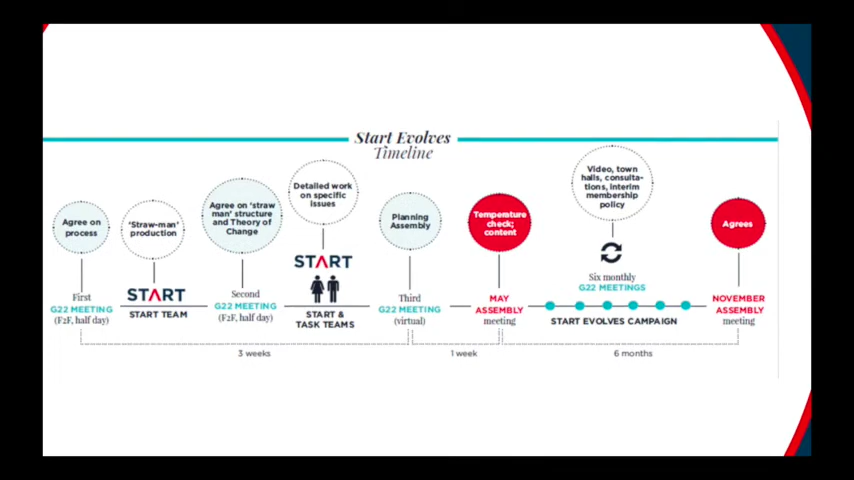 Start Evolves
Timeline
Agree on
process
'Straw-man'
production
Agree on 'straw
man' structure
and Theory of
Change
Detailed work
on specific
issues
Planning
Assembly
Temperature
check;
content
Video, town
halls, consulta-
tions, interim
membership
policy
Agrees
First
G22 MEETING
(F2F, half day)
START
START TEAM
Second
G22 MEETING
(F2F, half day)
START
START &
TASK TEAMS
Third
G22 MEETING
(virtual)
MAY
ASSEMBLY
meeting
Six monthly
G22 MEETINGS
START EVOLVES CAMPAIGN
NOVEMBER
ASSEMBLY
meeting
3 weeks
1 week
6 months